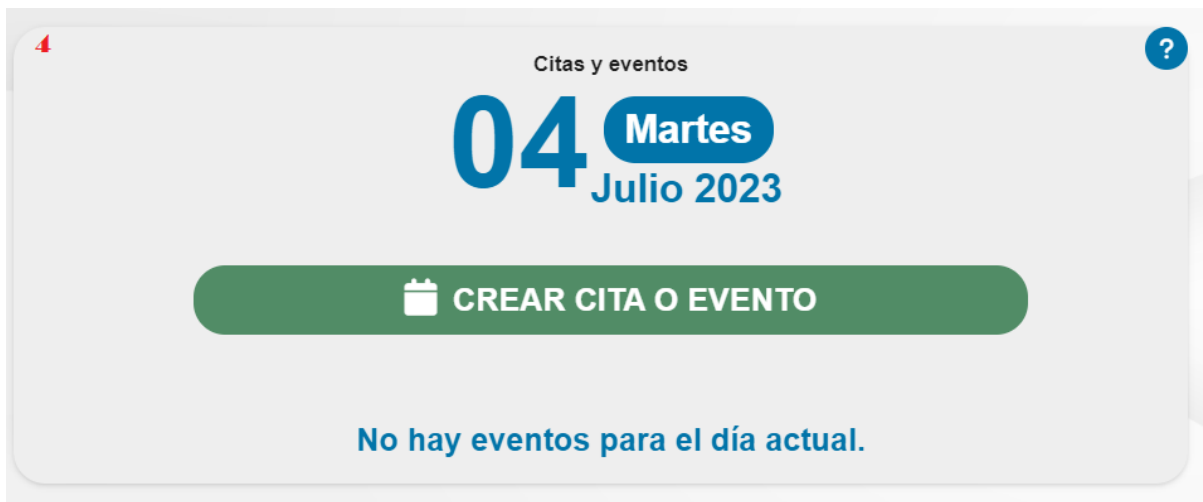 4
?
Citas y eventos
04 Martes
Julio 2023
CREAR CITA O EVENTO
No hay eventos para el día actual.